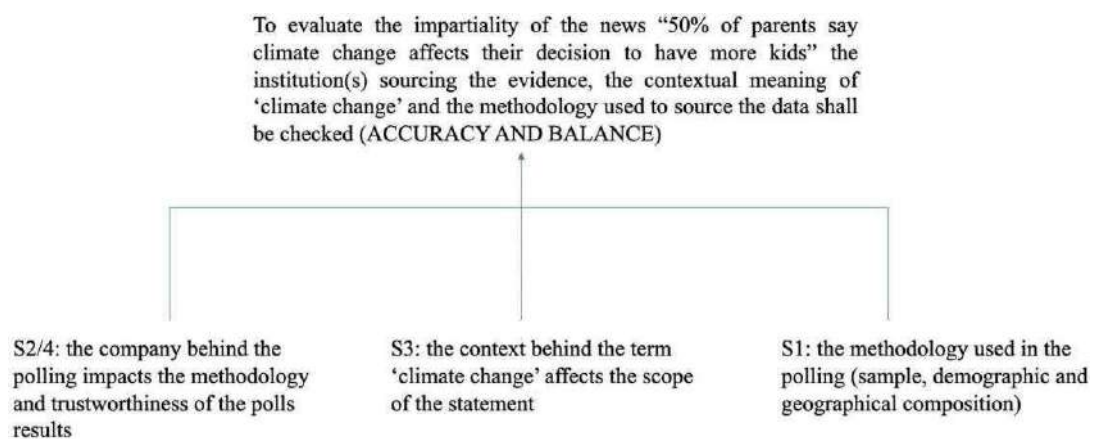 To evaluate the impartiality of the news “50% of parents say
climate change affects their decision to have more kids” the
institution(s) sourcing the evidence, the contextual meaning of
‘climate change’ and the methodology used to source the data shall
be checked (ACCURACY AND BALANCE)
S2/4: the company behind the
polling impacts the methodology
and trustworthiness of the polls
results
S3: the context behind the term
‘climate change’ affects the scope
of the statement
S1: the methodology used in the
polling (sample, demographic and
geographical composition)